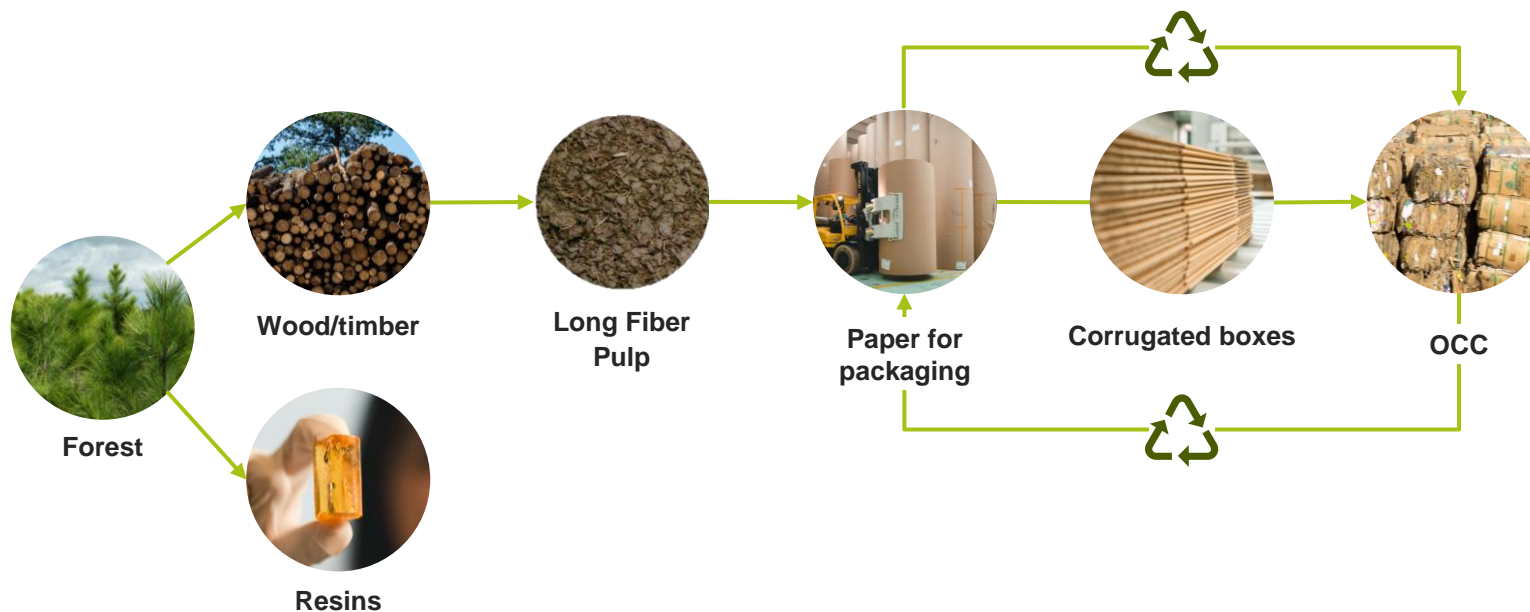 Forest
Wood/timber
Resins
Long Fiber
Pulp
Paper for
packaging
Corrugated boxes
OCC